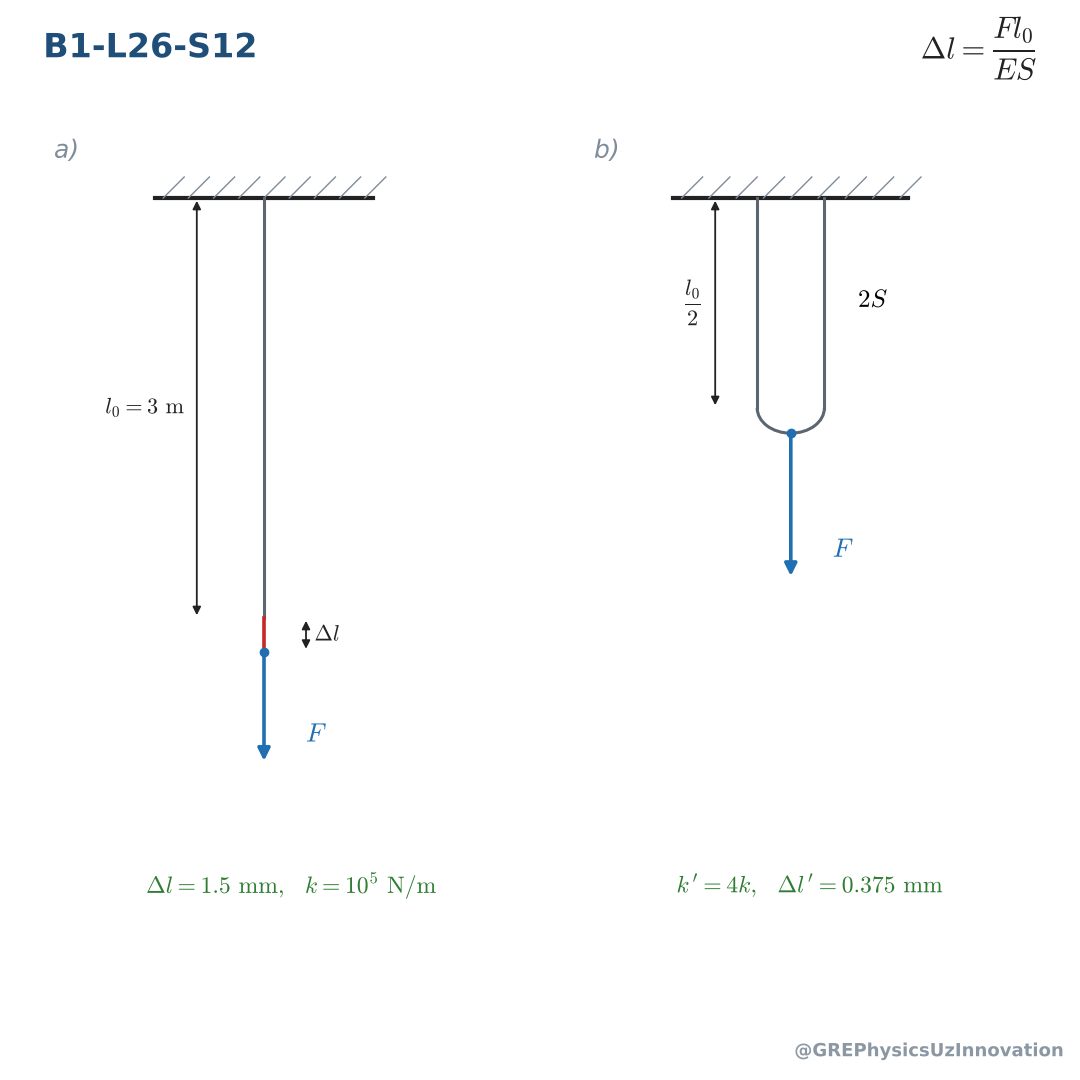 B1-L26-S12
Δl = Fl₀/ES
a)
b)
l₀/2
2S
l₀ = 3 m
F
Δl
F
Δl = 1.5 mm, k = 10⁵ N/m
k′ = 4k, Δl′ = 0.375 mm
@GREPhysicsUzInnovation